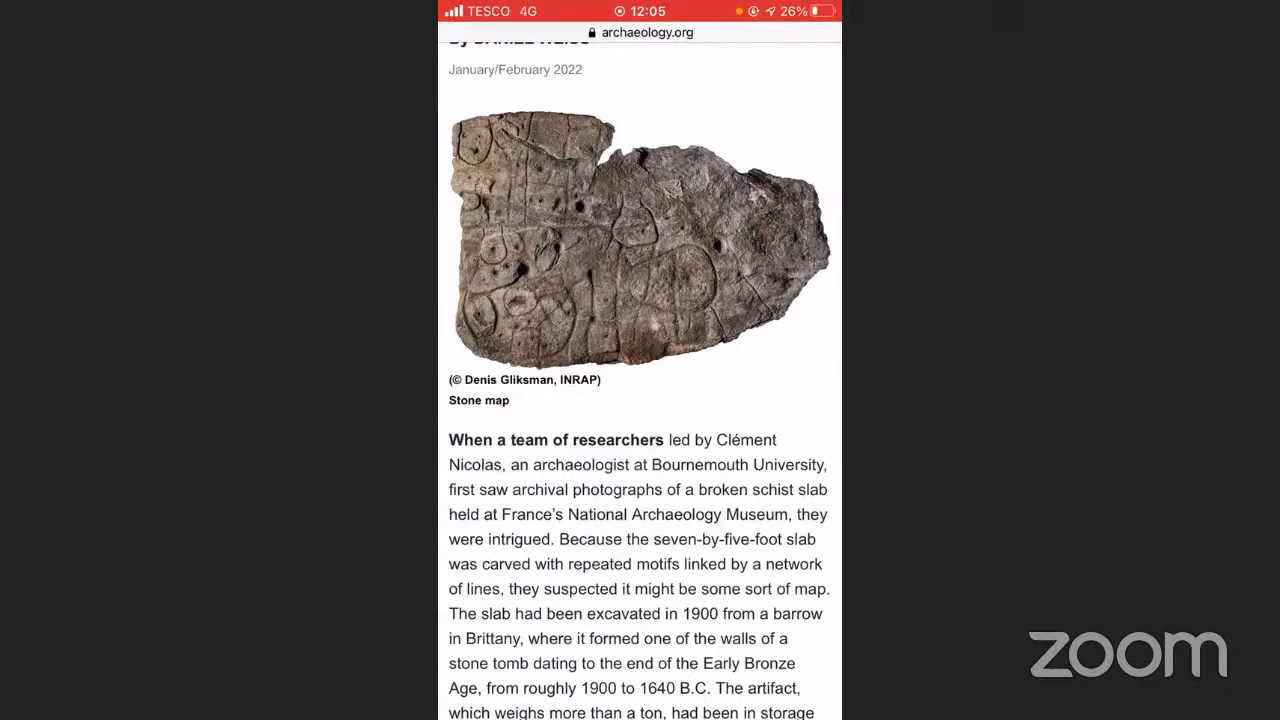 TESCO 4G 12:05 26%
archaeology.org
By DANIEL WEISS
January/February 2022
(© Denis Gliksman, INRAP)
Stone map
When a team of researchers led by Clément
Nicolas, an archaeologist at Bournemouth University,
first saw archival photographs of a broken schist slab
held at France’s National Archaeology Museum, they
were intrigued. Because the seven-by-five-foot slab
was carved with repeated motifs linked by a network
of lines, they suspected it might be some sort of map.
The slab had been excavated in 1900 from a barrow
in Brittany, where it formed one of the walls of a
stone tomb dating to the end of the Early Bronze
Age, from roughly 1900 to 1640 B.C. The artifact,
which weighs more than a ton, had been in storage
zoom